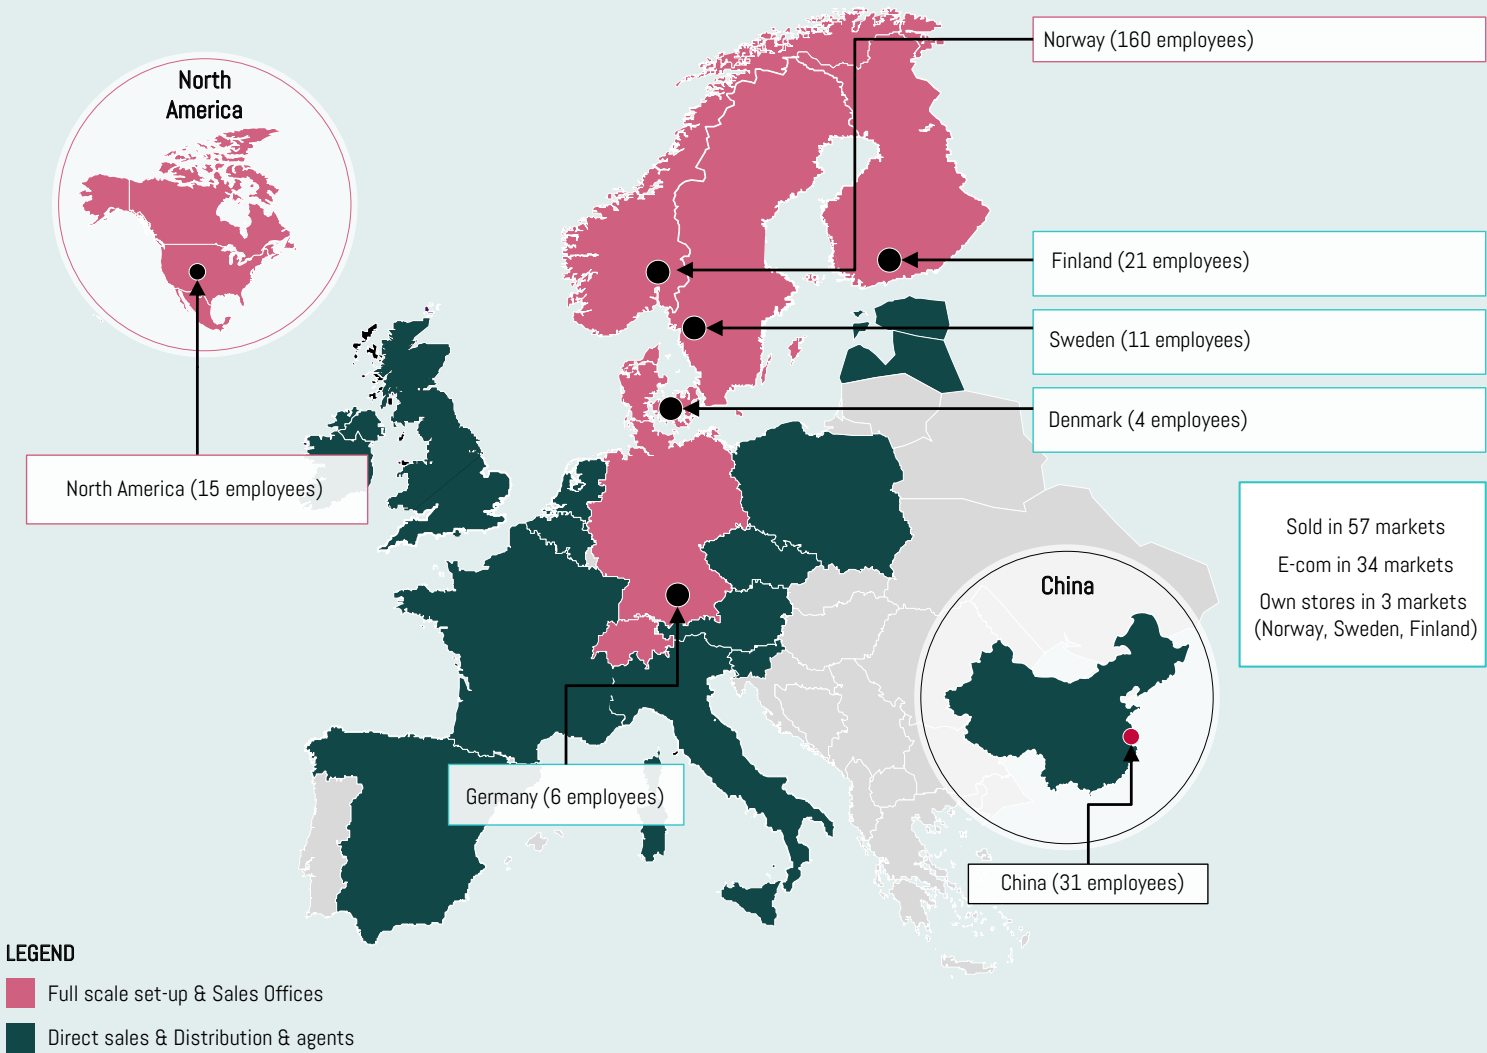 North
America
Norway (160 employees)
Finland (21 employees)
Sweden (11 employees)
Denmark (4 employees)
North America (15 employees)
Sold in 57 markets
E-com in 34 markets
Own stores in 3 markets
(Norway, Sweden, Finland)
China
Germany (6 employees)
China (31 employees)
LEGEND
Full scale set-up & Sales Offices
Direct sales & Distribution & agents